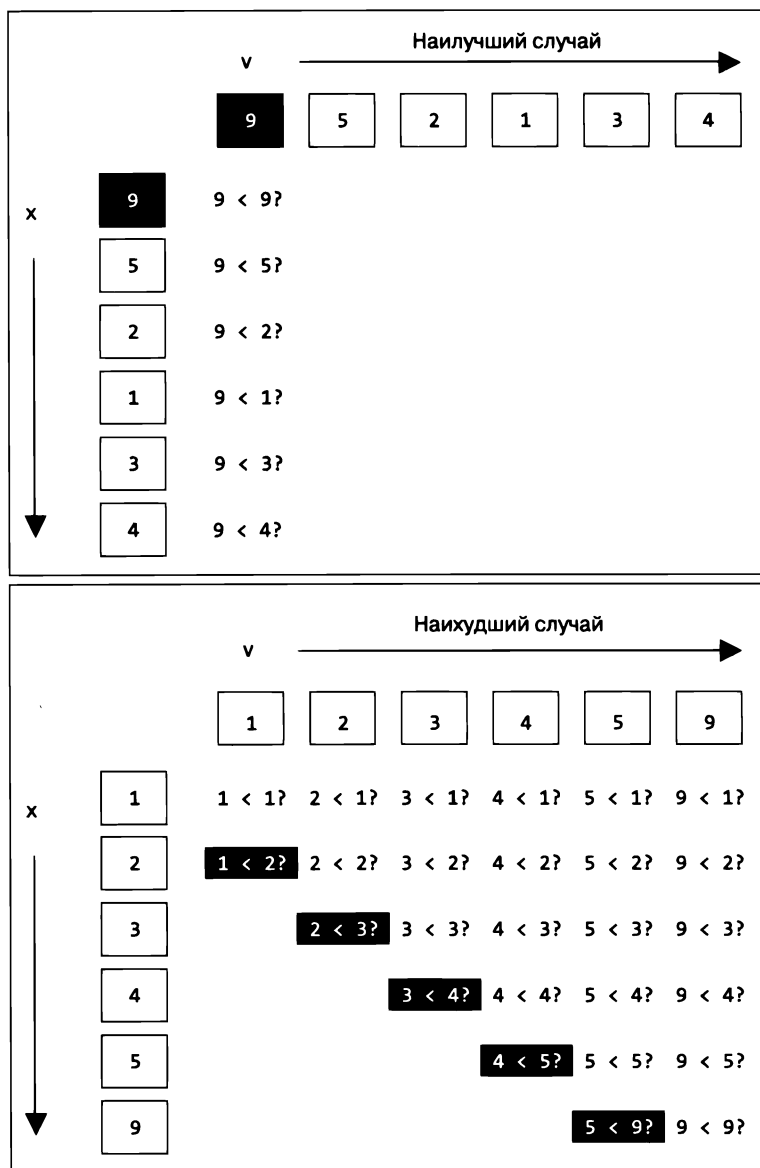 Наилучший случай
v
9 5 2 1 3 4
x 9 9 < 9?
5 9 < 5?
2 9 < 2?
1 9 < 1?
3 9 < 3?
4 9 < 4?
Наихудший случай
v
1 2 3 4 5 9
x 1 1 < 1? 2 < 1? 3 < 1? 4 < 1? 5 < 1? 9 < 1?
2 1 < 2? 2 < 2? 3 < 2? 4 < 2? 5 < 2? 9 < 2?
3 2 < 3? 3 < 3? 4 < 3? 5 < 3? 9 < 3?
4 3 < 4? 4 < 4? 5 < 4? 9 < 4?
5 4 < 5? 5 < 5? 9 < 5?
9 5 < 9? 9 < 9?